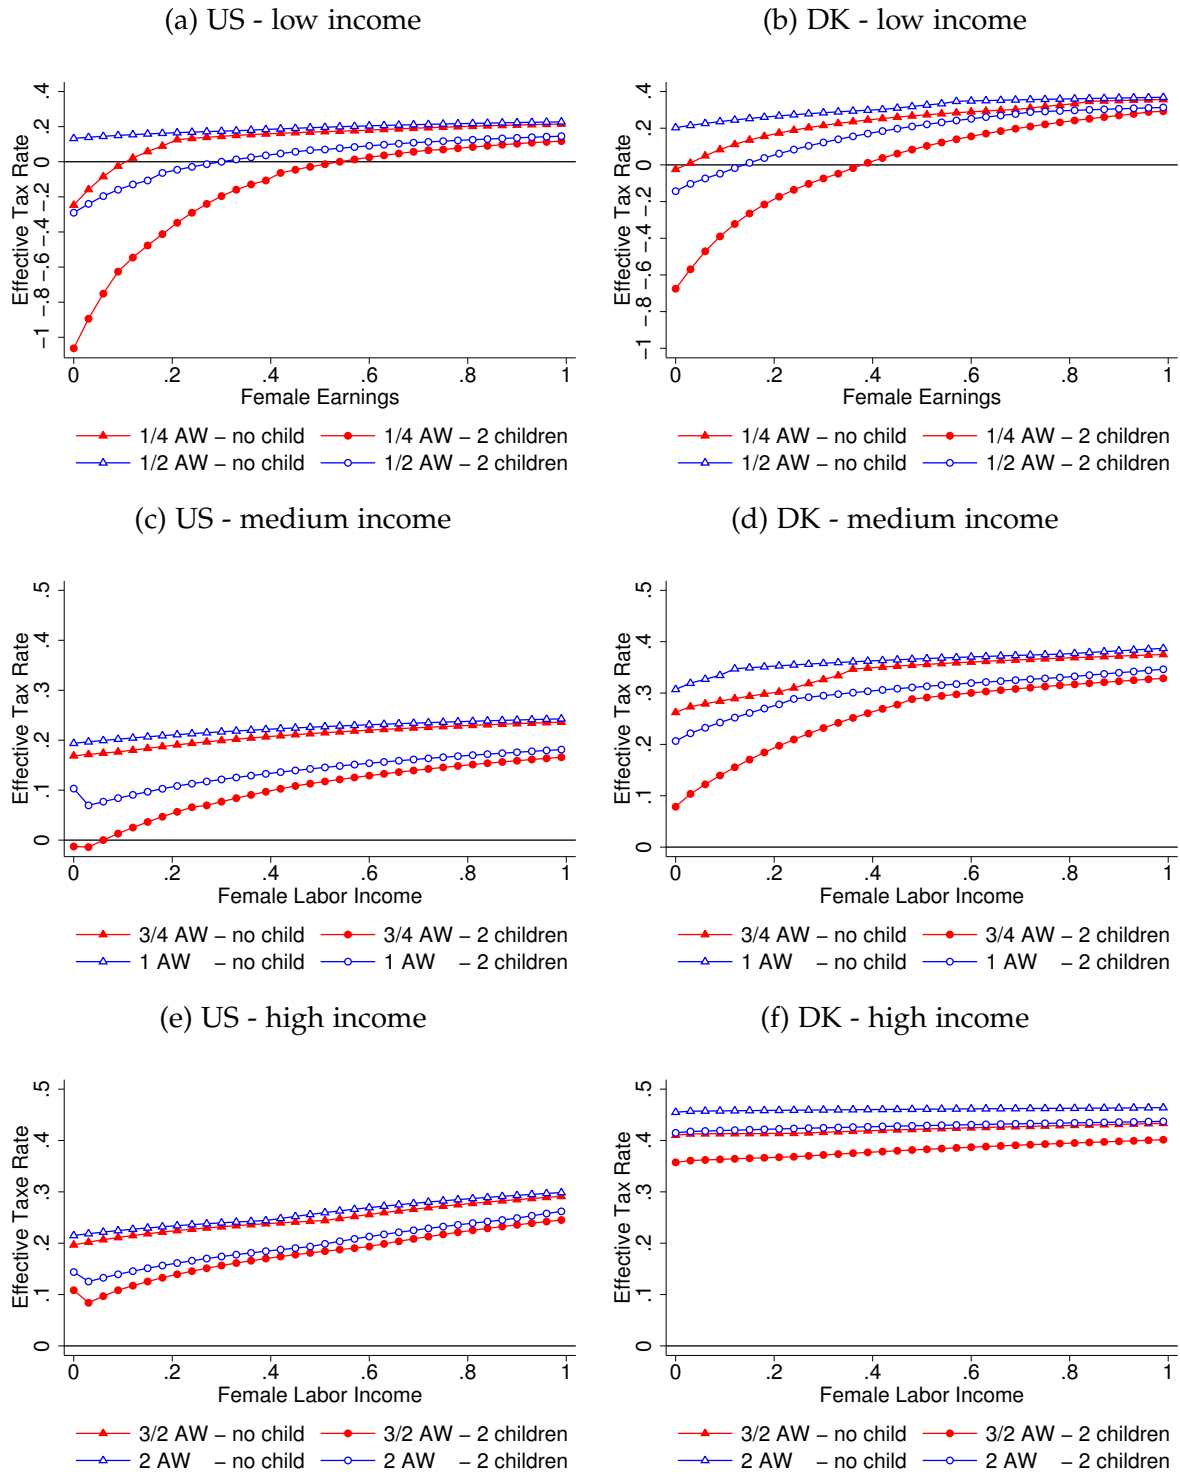 (a) US - low income
(b) DK - low income
Effective Tax Rate
-1 -.8 -.6 -.4 -.2 0 .2 .4
0 .2 .4 .6 .8 1
Female Earnings
1/4 AW – no child 1/4 AW – 2 children
1/2 AW – no child 1/2 AW – 2 children
Effective Tax Rate
-1 -.8 -.6 -.4 -.2 0 .2 .4
0 .2 .4 .6 .8 1
Female Earnings
1/4 AW – no child 1/4 AW – 2 children
1/2 AW – no child 1/2 AW – 2 children
(c) US - medium income
(d) DK - medium income
Effective Tax Rate
0 .1 .2 .3 .4 .5
0 .2 .4 .6 .8 1
Female Labor Income
3/4 AW – no child 3/4 AW – 2 children
1 AW – no child 1 AW – 2 children
Effective Tax Rate
0 .1 .2 .3 .4 .5
0 .2 .4 .6 .8 1
Female Labor Income
3/4 AW – no child 3/4 AW – 2 children
1 AW – no child 1 AW – 2 children
(e) US - high income
(f) DK - high income
Effective Taxe Rate
0 .1 .2 .3 .4 .5
0 .2 .4 .6 .8 1
Female Labor Income
3/2 AW – no child 3/2 AW – 2 children
2 AW – no child 2 AW – 2 children
Effective Tax Rate
0 .1 .2 .3 .4 .5
0 .2 .4 .6 .8 1
Female Labor Income
3/2 AW – no child 3/2 AW – 2 children
2 AW – no child 2 AW – 2 children